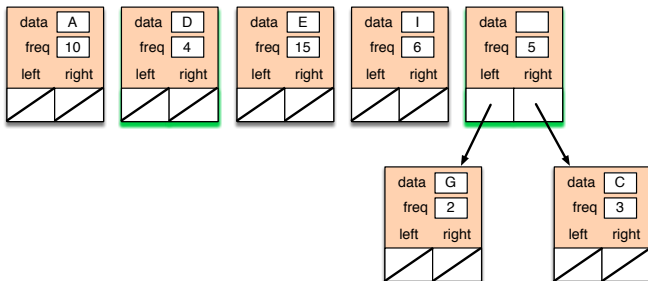 data A data D data E data I data
freq 10 freq 4 freq 15 freq 6 freq 5
left right left right left right left right left right
data G data C
freq 2 freq 3
left right left right